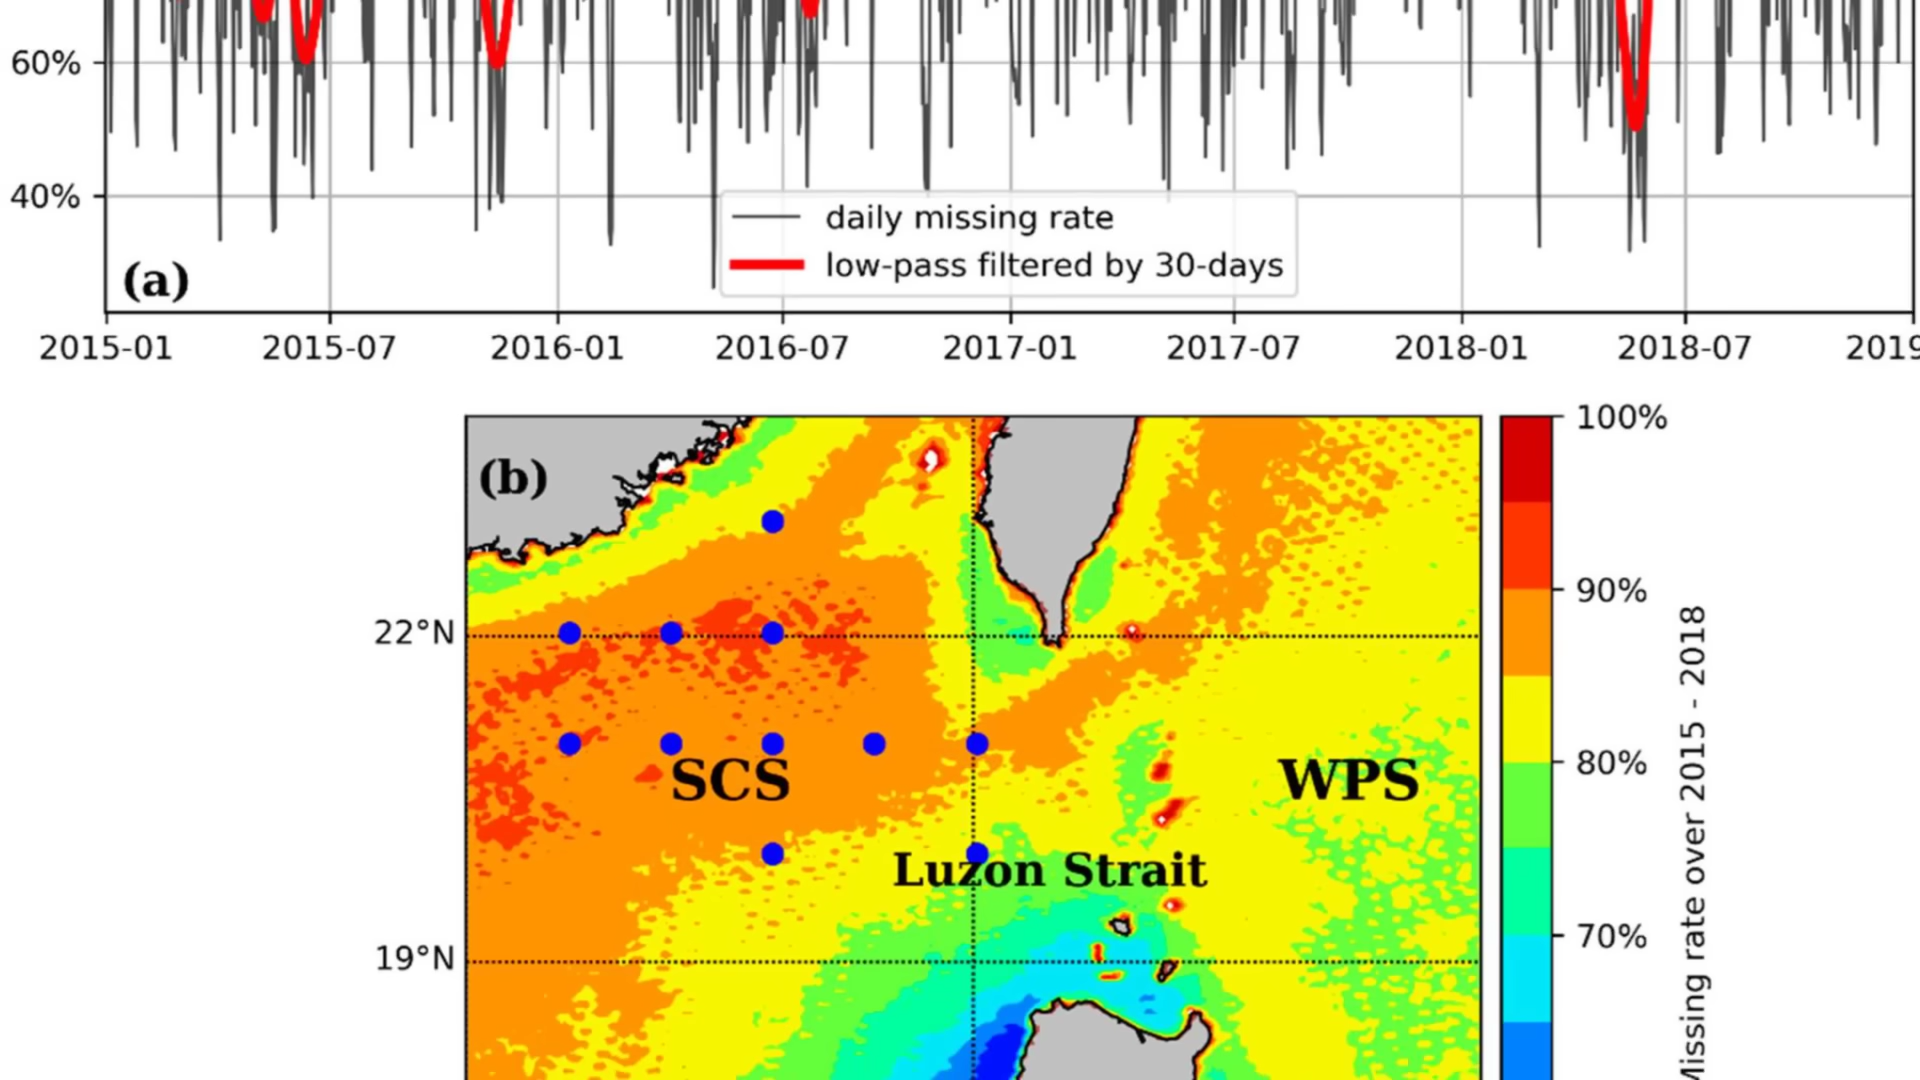 60%
40%
daily missing rate
low-pass filtered by 30-days
(a)
2015-01 2015-07 2016-01 2016-07 2017-01 2017-07 2018-01 2018-07 2019
(b)
100%
90%
80%
70%
22°N
19°N
SCS
WPS
Luzon Strait
Missing rate over 2015 - 2018